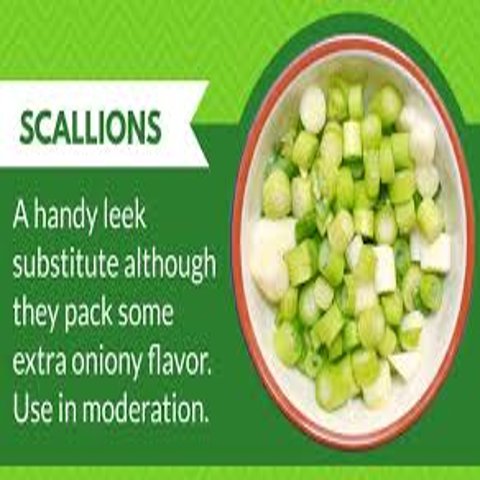 SCALLIONS
A handy leek
substitute although
they pack some
extra oniony flavor.
Use in moderation.